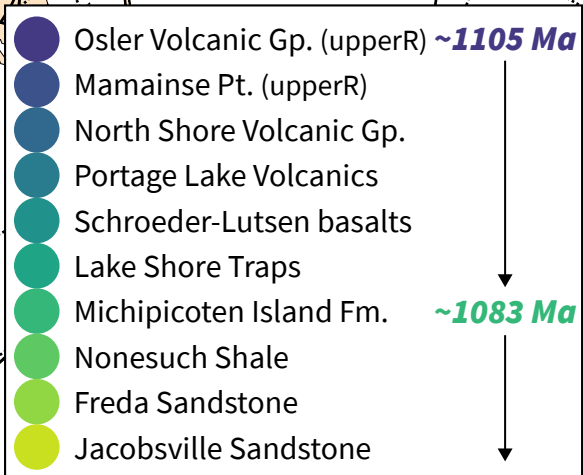 Osler Volcanic Gp. (upperR) ~1105 Ma
Mamainse Pt. (upperR)
North Shore Volcanic Gp.
Portage Lake Volcanics
Schroeder-Lutsen basalts
Lake Shore Traps
Michipicoten Island Fm. ~1083 Ma
Nonesuch Shale
Freda Sandstone
Jacobsville Sandstone